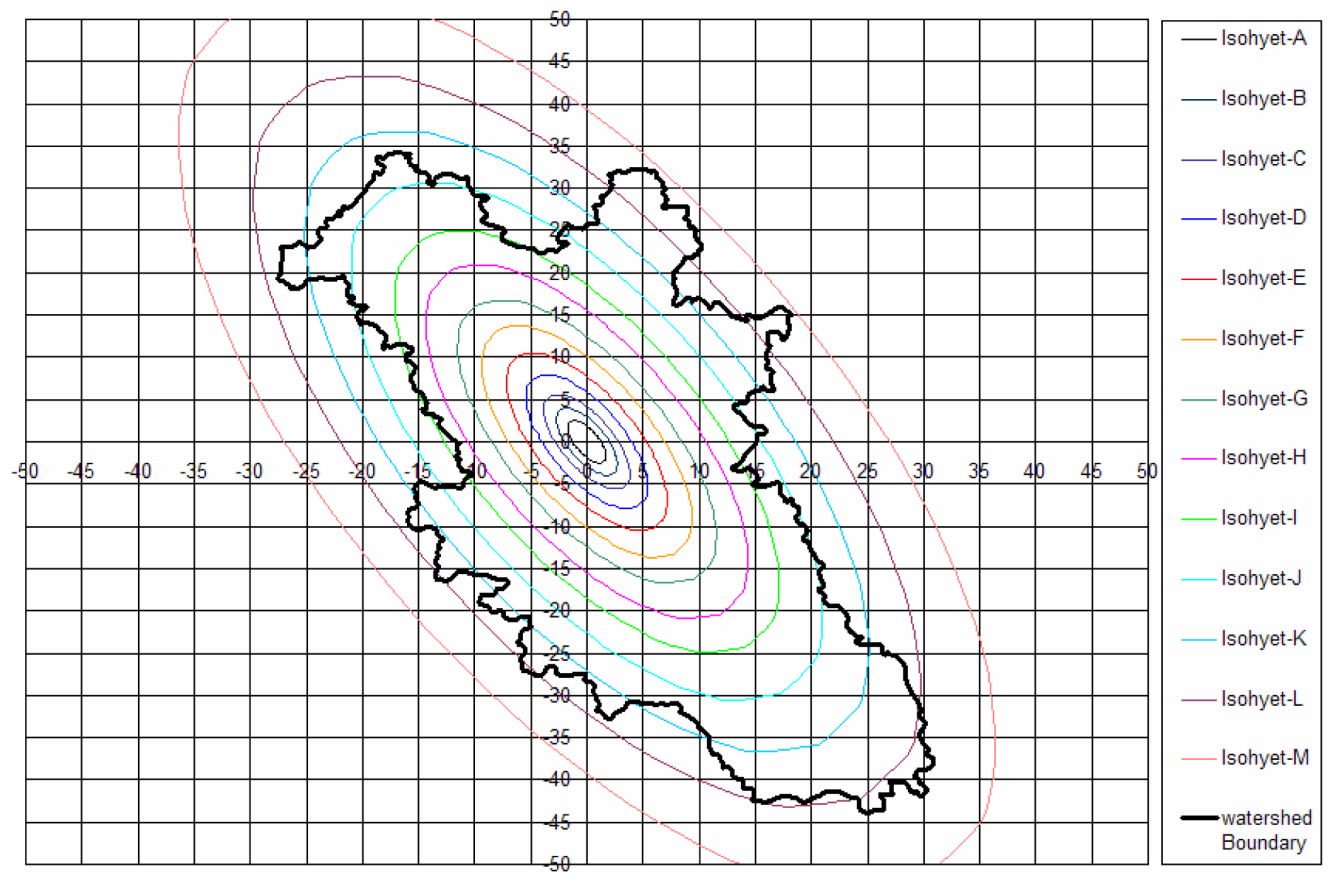 50
45
40
35
30
25
20
15
10
5
0
-50 -45 -40 -35 -30 -25 -20 -15 -10 -5 0 5 10 15 20 25 30 35 40 45 50
-5
-10
-15
-20
-25
-30
-35
-40
-45
-50
Isohyet-A
Isohyet-B
Isohyet-C
Isohyet-D
Isohyet-E
Isohyet-F
Isohyet-G
Isohyet-H
Isohyet-I
Isohyet-J
Isohyet-K
Isohyet-L
Isohyet-M
watershed
Boundary